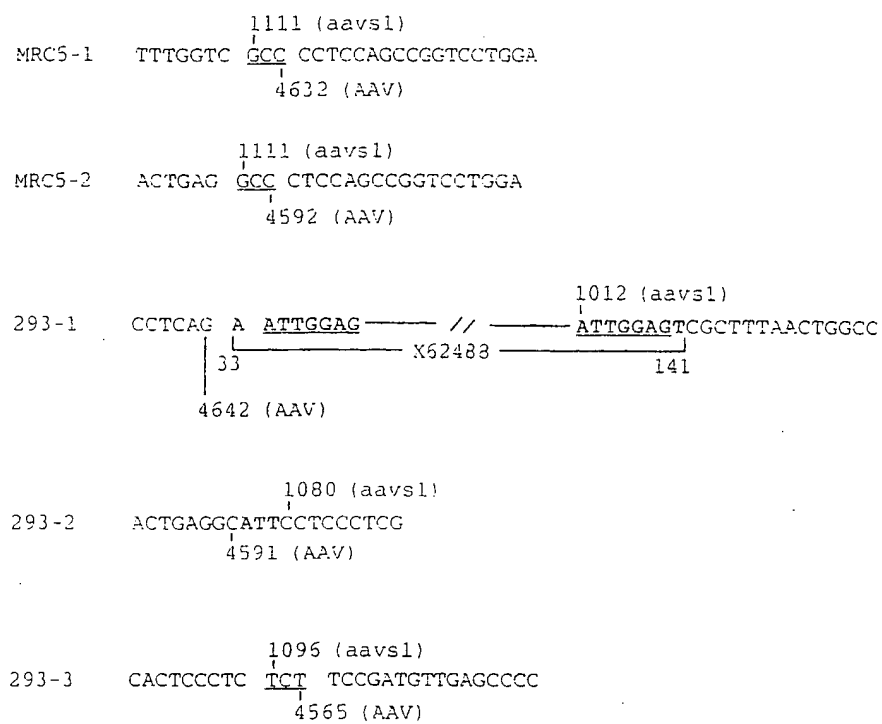 1111 (aavs1)
MRC5-1 TTTGGTC GCC CCTCCAGCCGGTCCTGGA
4632 (AAV)
1111 (aavs1)
MRC5-2 ACTGAG GCC CTCCAGCCGGTCCTGGA
4592 (AAV)
1012 (aavs1)
293-1 CCTCAG A ATTGGAG // ATTGGAGTCGCTTTAACTGGCC
33 X62488 141
4642 (AAV)
1080 (aavs1)
293-2 ACTGAGGCATTCCTCCCTCG
4591 (AAV)
1096 (aavs1)
293-3 CACTCCCTC TCT TCCGATGTTGAGCCCC
4565 (AAV)